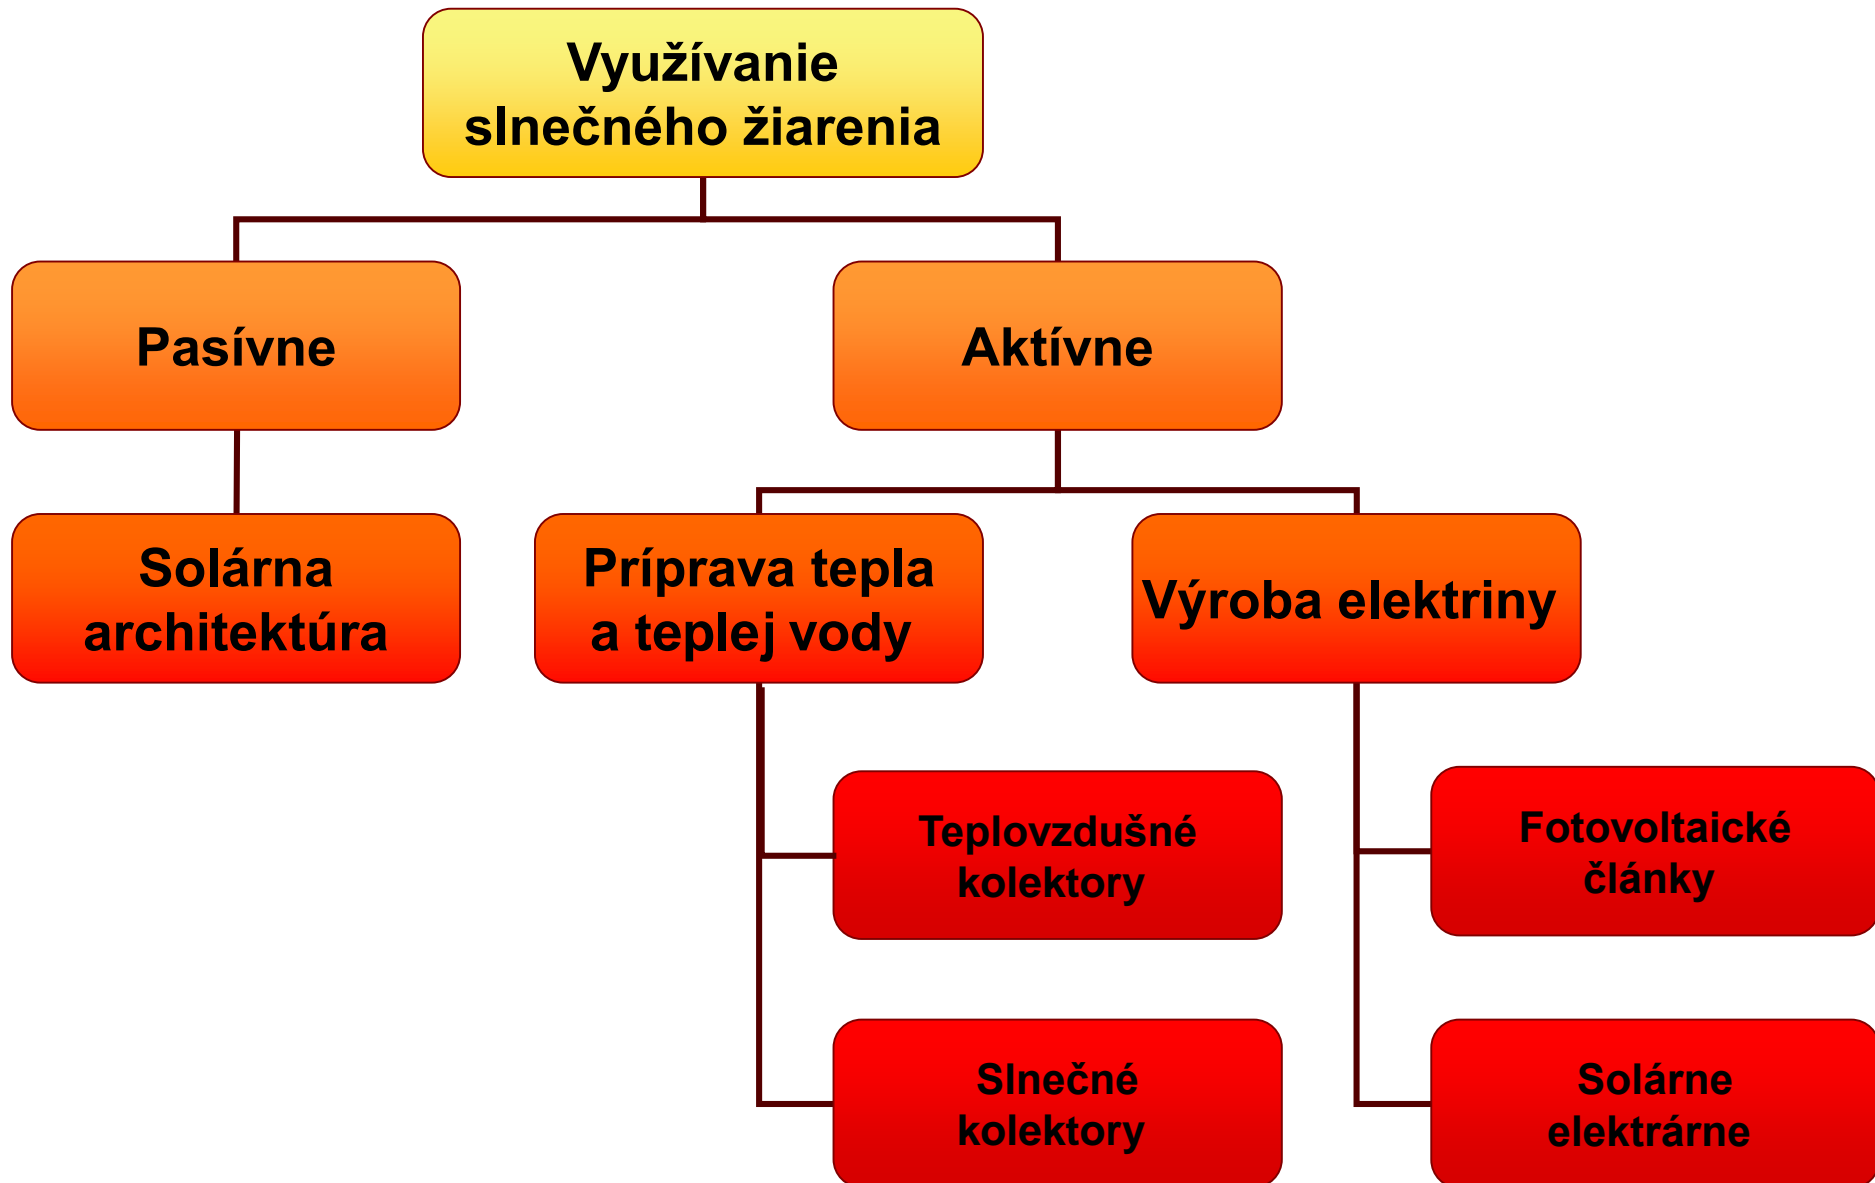 Využívanie
slnečného žiarenia
Pasívne
Aktívne
Solárna
architektúra
Príprava tepla
a teplej vody
Výroba elektriny
Teplovzdušné
kolektory
Fotovoltaické
články
Slnečné
kolektory
Solárne
elektrárne